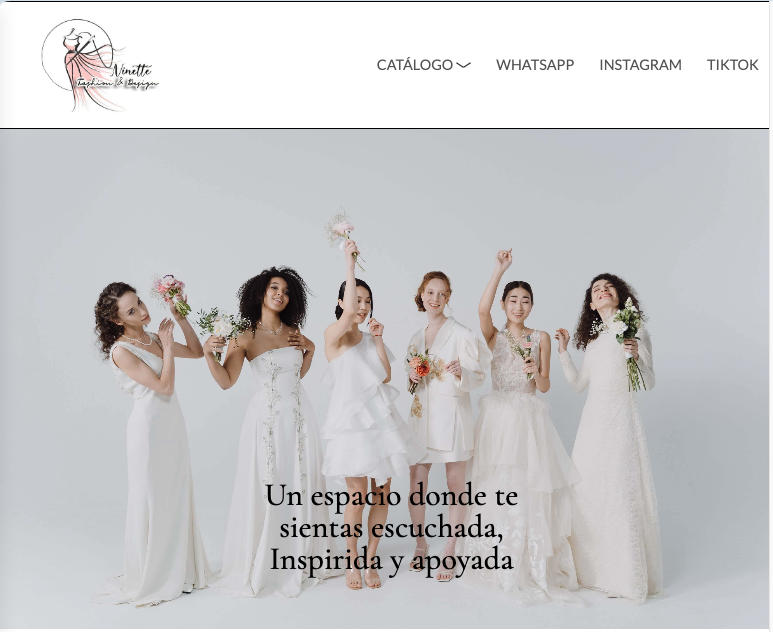 Ninette
Fashion & Design
CATÁLOGO
WHATSAPP
INSTAGRAM
TIKTOK
Un espacio donde te
sientas escuchada,
Inspirida y apoyada